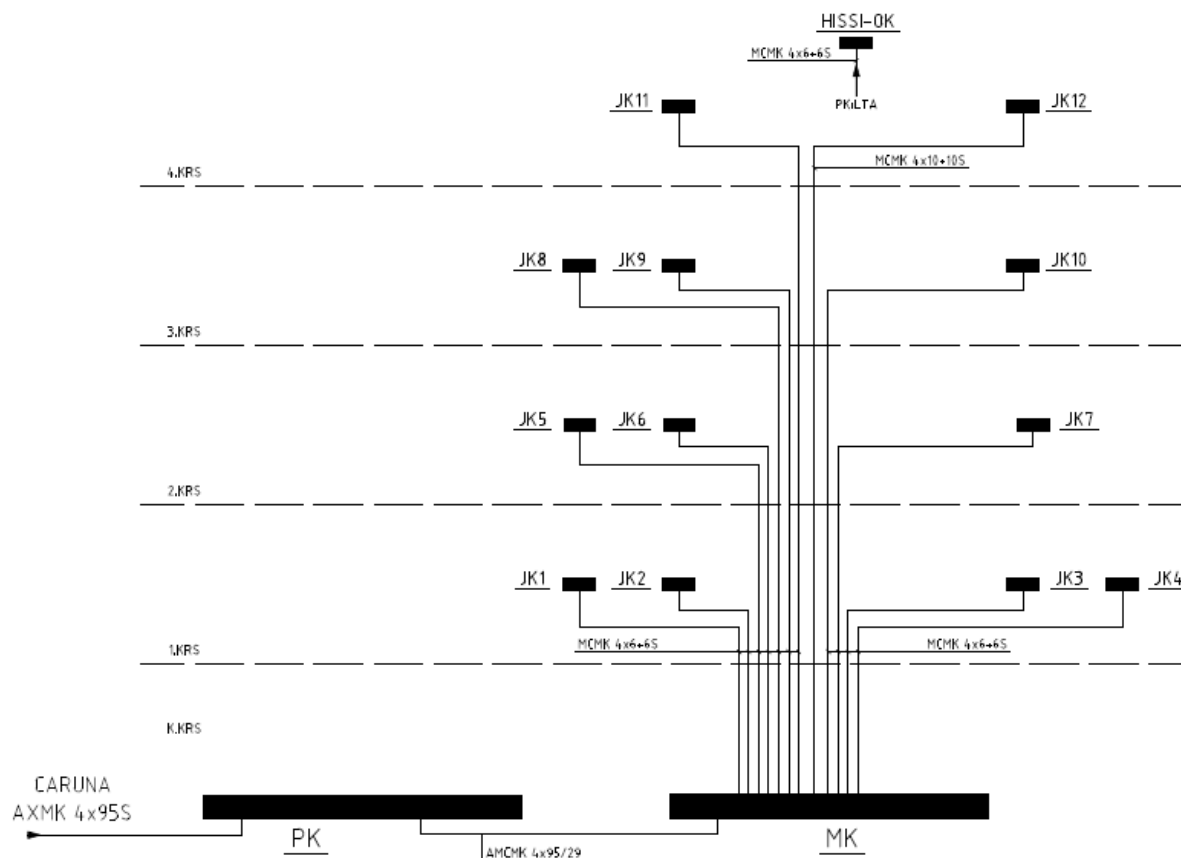 HISSI-OK
MCMK 4x6+6S
PK:LTA
JK11
JK12
MCMK 4x10+10S
4.KRS
JK8
JK9
JK10
3.KRS
JK5
JK6
JK7
2.KRS
JK1
JK2
JK3
JK4
MCMK 4x6+6S
MCMK 4x6+6S
1.KRS
K.KRS
CARUNA
AXMK 4x95S
PK
MK
AMCMK 4x95/29